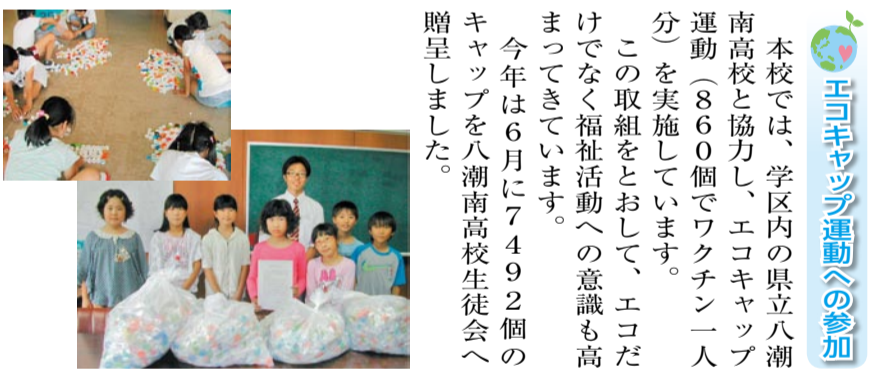 エコキャップ運動への参加
本校では、学区内の県立八潮
南高校と協力し、エコキャップ
運動（８６０個でワクチン一人
分）を実施しています。
この取組をとおして、エコだ
けでなく福祉活動への意識も高
まってきています。
今年は６月に７４９２個の
キャップを八潮南高校生徒会へ
贈呈しました。